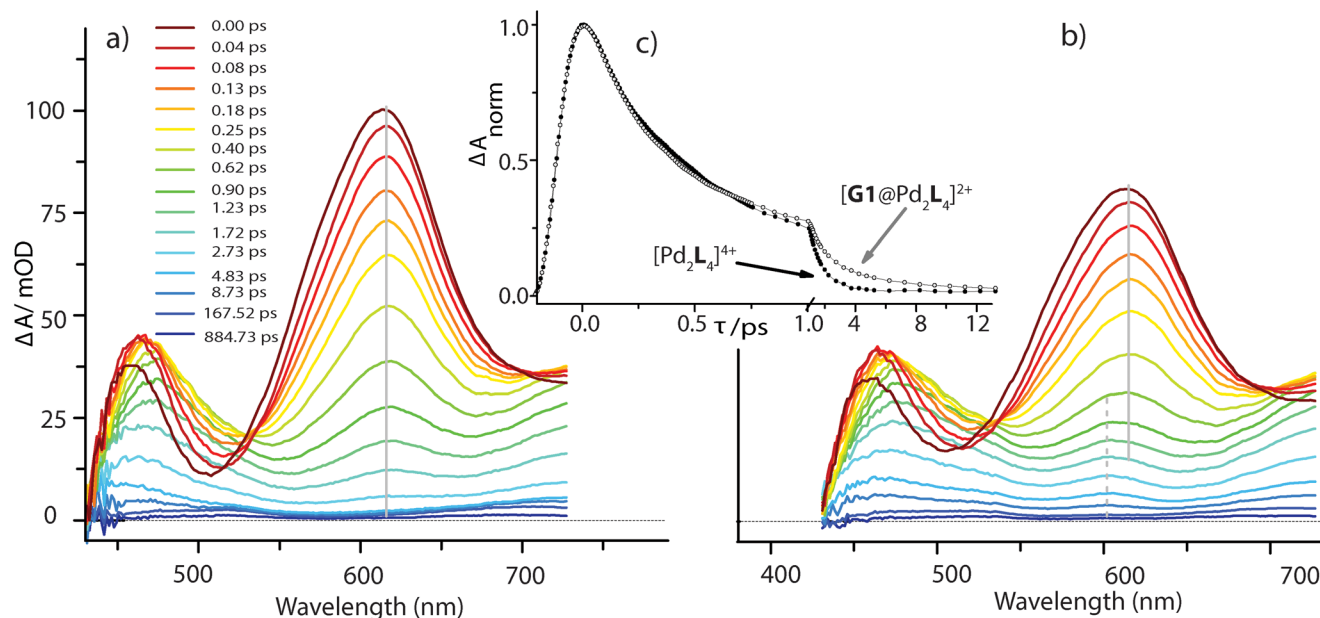 a)
0.00 ps
0.04 ps
0.08 ps
0.13 ps
0.18 ps
0.25 ps
0.40 ps
0.62 ps
0.90 ps
1.23 ps
1.72 ps
2.73 ps
4.83 ps
8.73 ps
167.52 ps
884.73 ps
ΔA/ mOD
100
75
50
25
0
500
600
700
Wavelength (nm)
c)
ΔA norm
1.0
0.5
0.0
[G1@Pd2L4]2+
[Pd2L4]4+
0.0
0.5
1.0
4
8
12
τ /ps
b)
400
500
600
700
Wavelength (nm)